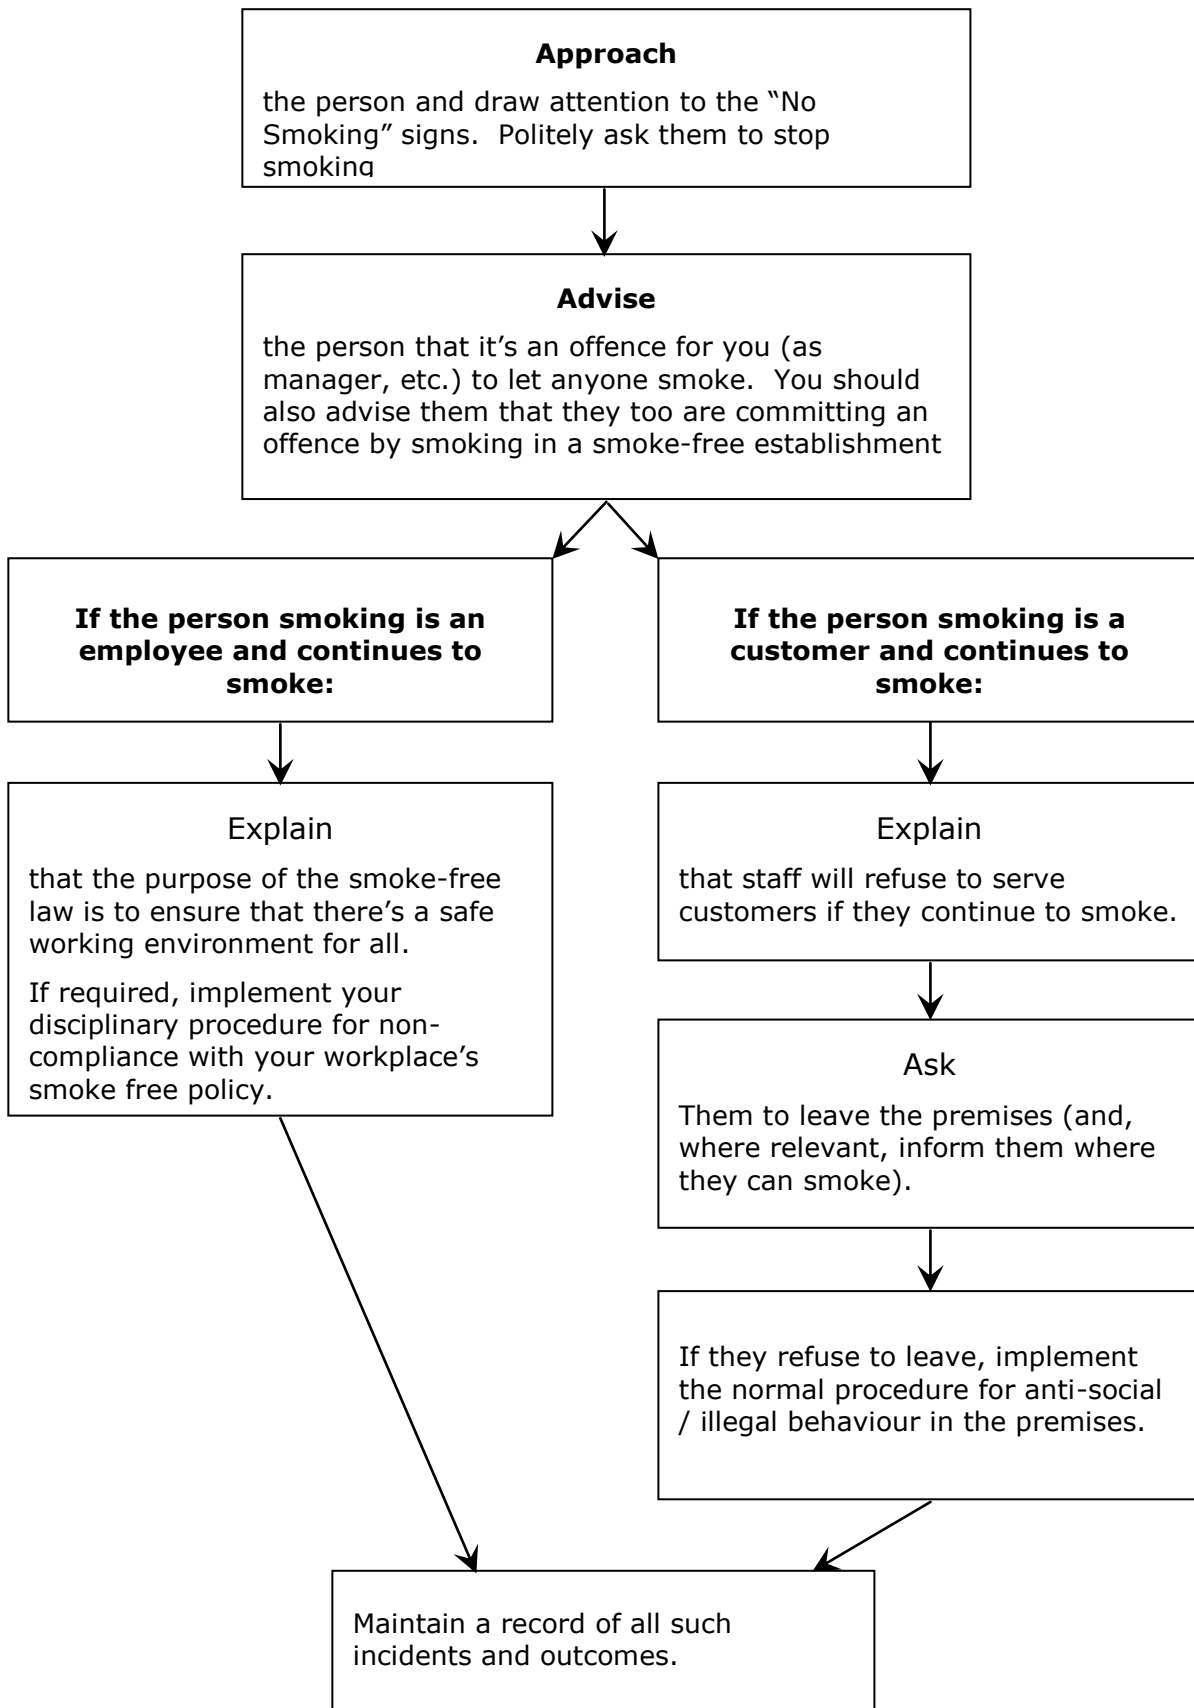 Approach
the person and draw attention to the “No
Smoking” signs.  Politely ask them to stop
smoking
Advise
the person that it’s an offence for you (as
manager, etc.) to let anyone smoke.  You should
also advise them that they too are committing an
offence by smoking in a smoke-free establishment
If the person smoking is an
employee and continues to
smoke:
If the person smoking is a
customer and continues to
smoke:
Explain
that the purpose of the smoke-free
law is to ensure that there’s a safe
working environment for all.
If required, implement your
disciplinary procedure for non-
compliance with your workplace’s
smoke free policy.
Explain
that staff will refuse to serve
customers if they continue to smoke.
Ask
Them to leave the premises (and,
where relevant, inform them where
they can smoke).
If they refuse to leave, implement
the normal procedure for anti-social
/ illegal behaviour in the premises.
Maintain a record of all such
incidents and outcomes.